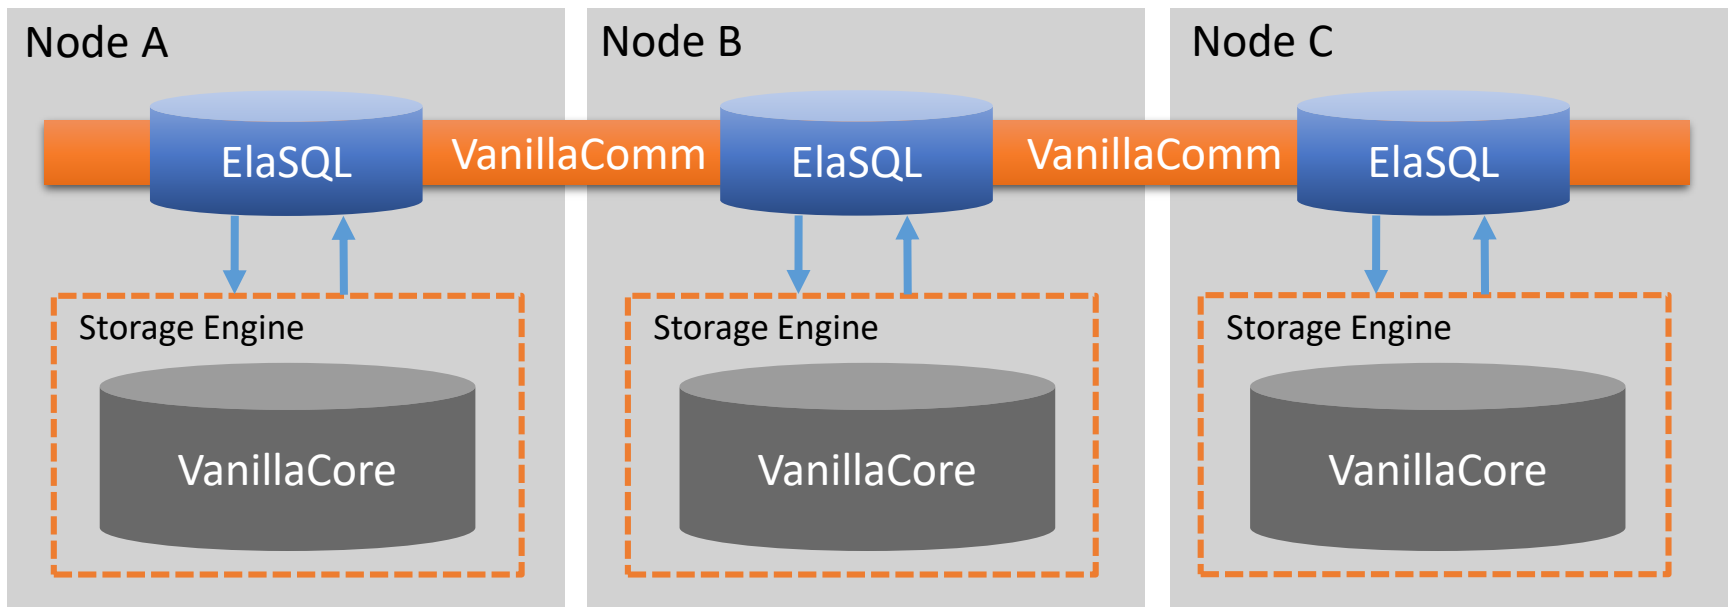 Node A
Node B
Node C
ElaSQL
VanillaComm
ElaSQL
VanillaComm
ElaSQL
Storage Engine
Storage Engine
Storage Engine
VanillaCore
VanillaCore
VanillaCore